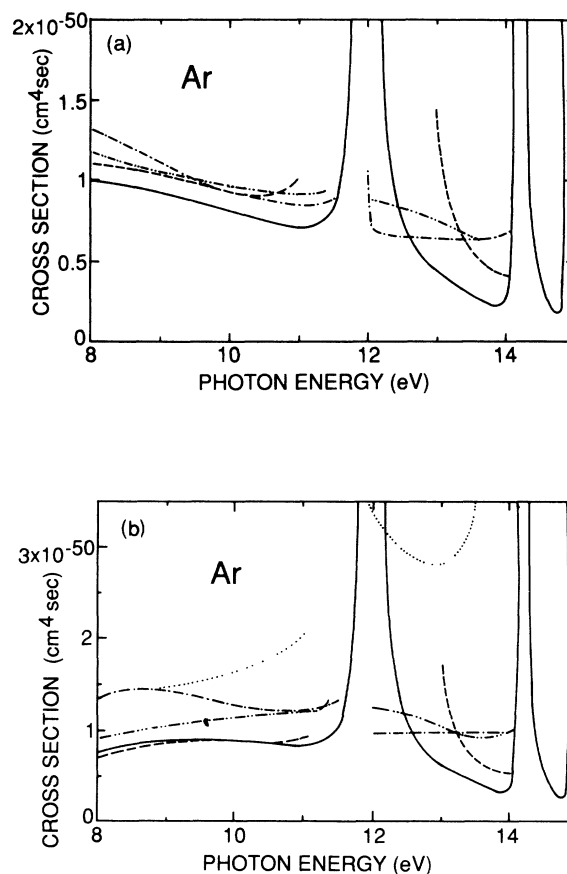 2x10⁻⁵⁰
(a)
Ar
1.5
1
0.5
0
CROSS SECTION (cm⁴sec)
8
10
12
14
PHOTON ENERGY (eV)
(b)
3x10⁻⁵⁰
Ar
2
1
0
CROSS SECTION (cm⁴ sec)
8
10
12
14
PHOTON ENERGY (eV)